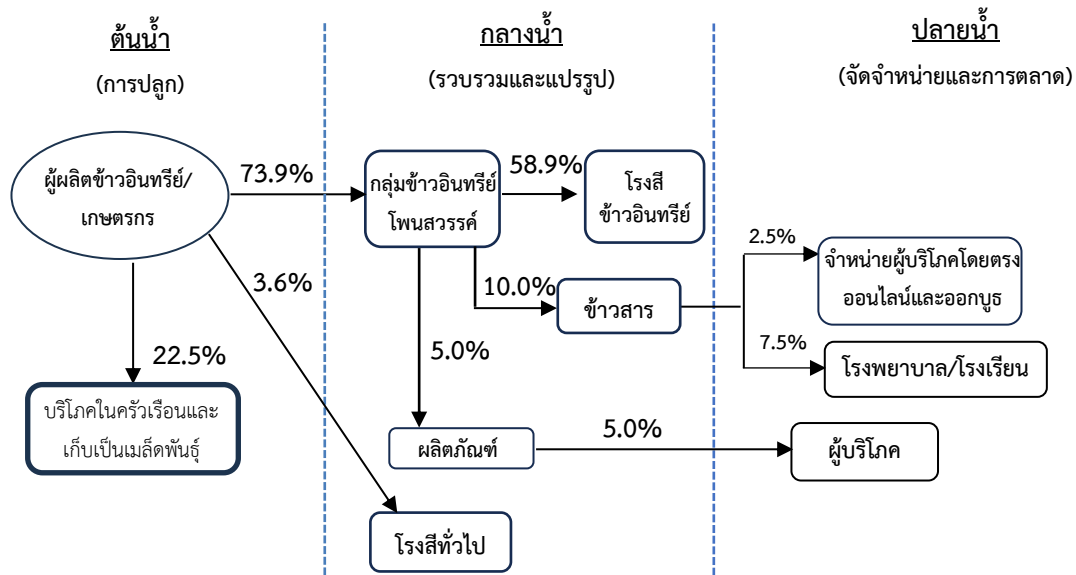 ต้นน้ำ
(การปลูก)
กลางน้ำ
(รวบรวมและแปรรูป)
ปลายน้ำ
(จัดจำหน่ายและการตลาด)
ผู้ผลิตข้าวอินทรีย์/
เกษตรกร
73.9%
กลุ่มข้าวอินทรีย์
โพนสวรรค์
58.9%
โรงสี
ข้าวอินทรีย์
3.6%
22.5%
บริโภคในครัวเรือนและ
เก็บเป็นเมล็ดพันธุ์
10.0%
ข้าวสาร
2.5%
จำหน่ายผู้บริโภคโดยตรง
ออนไลน์และออกบูธ
7.5%
โรงพยาบาล/โรงเรียน
5.0%
ผลิตภัณฑ์
5.0%
ผู้บริโภค
โรงสีทั่วไป